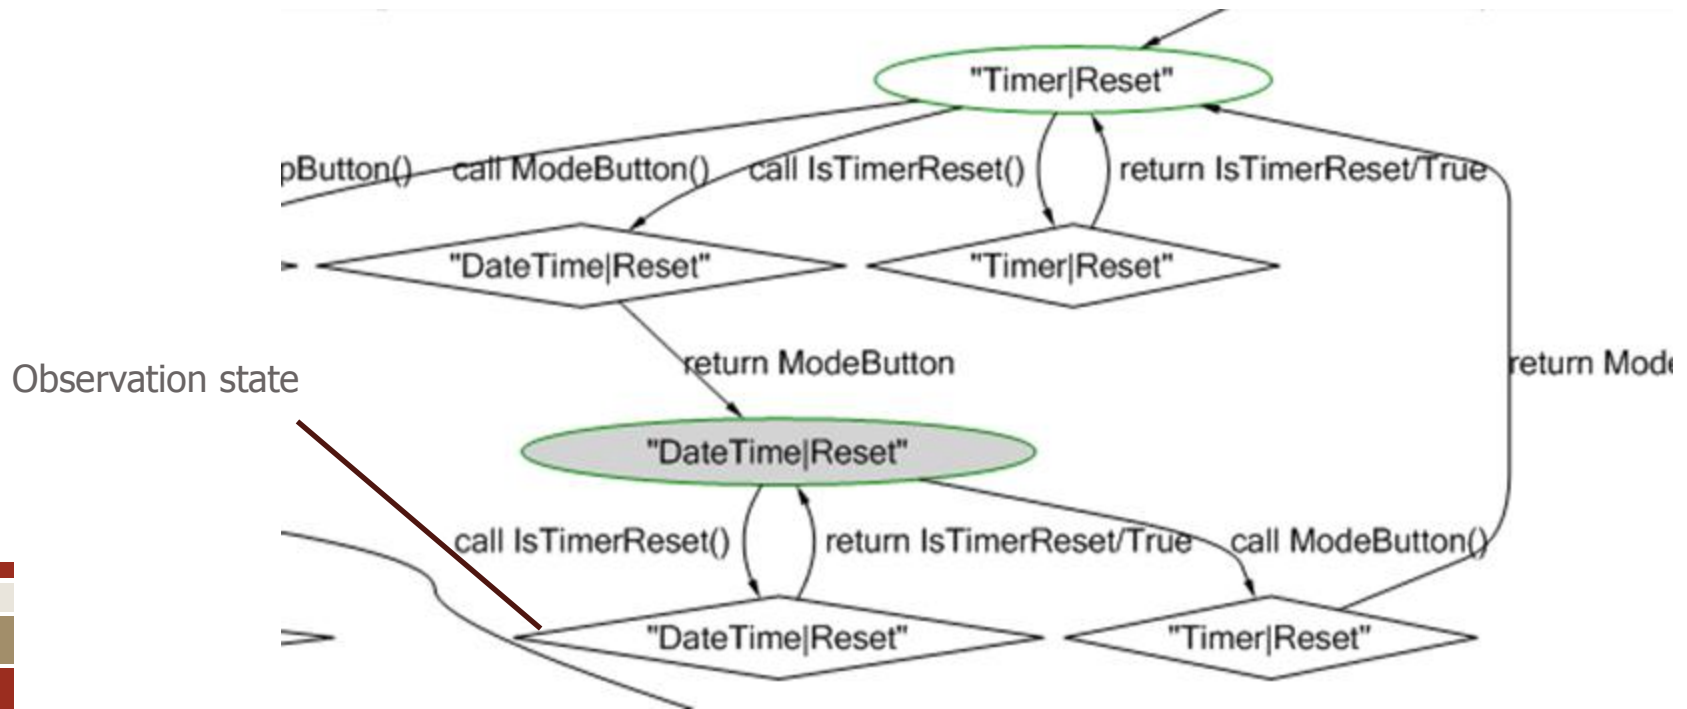 "Timer|Reset"
pButton()
call ModeButton()
call IsTimerReset()
return IsTimerReset/True
"DateTime|Reset"
"Timer|Reset"
return ModeButton
return Mode
Observation state
"DateTime|Reset"
call IsTimerReset()
return IsTimerReset/True
call ModeButton()
"DateTime|Reset"
"Timer|Reset"